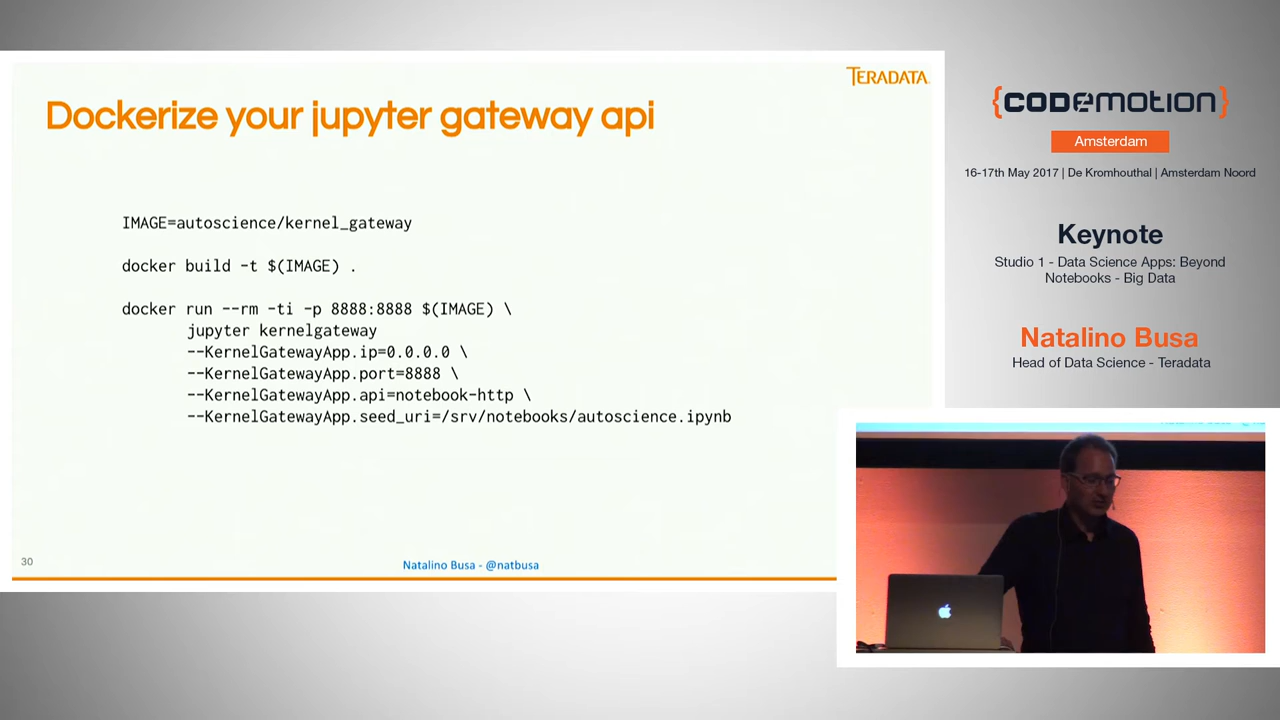 TERADATA
Dockerize your jupyter gateway api
IMAGE=autoscience/kernel_gateway
docker build -t $(IMAGE) .
docker run --rm -ti -p 8888:8888 $(IMAGE) \
jupyter kernelgateway
--KernelGatewayApp.ip=0.0.0.0 \
--KernelGatewayApp.port=8888 \
--KernelGatewayApp.api=notebook-http \
--KernelGatewayApp.seed_uri=/srv/notebooks/autoscience.ipynb
30
Natalino Busa - @natbusa
{CODEMOTION}
Amsterdam
16-17th May 2017 | De Kromhouthal | Amsterdam Noord
Keynote
Studio 1 - Data Science Apps: Beyond
Notebooks - Big Data
Natalino Busa
Head of Data Science - Teradata